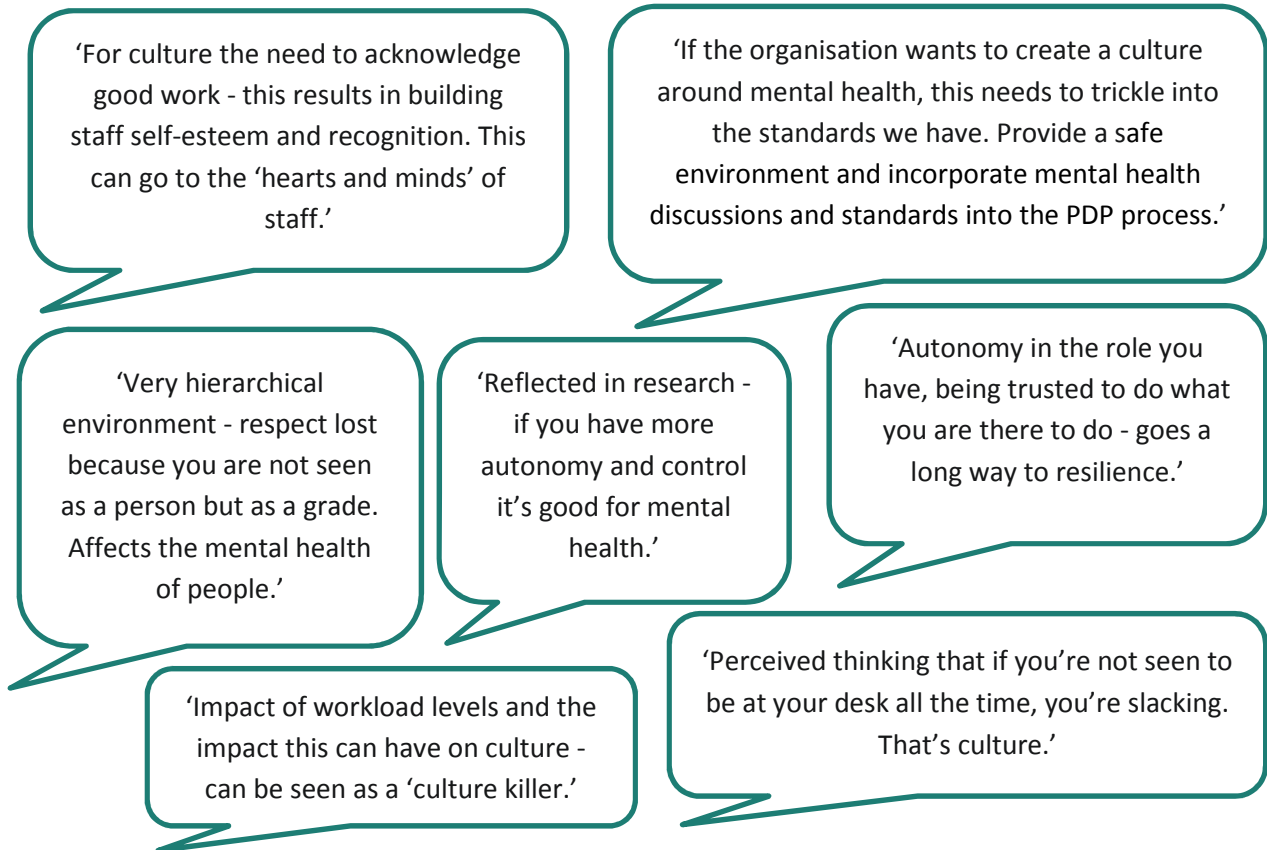 ‘For culture the need to acknowledge
good work - this results in building
staff self-esteem and recognition. This
can go to the ‘hearts and minds’ of
staff.’
‘If the organisation wants to create a culture
around mental health, this needs to trickle into
the standards we have. Provide a safe
environment and incorporate mental health
discussions and standards into the PDP process.’
‘Very hierarchical
environment - respect lost
because you are not seen
as a person but as a grade.
Affects the mental health
of people.’
‘Reflected in research -
if you have more
autonomy and control
it’s good for mental
health.’
‘Autonomy in the role you
have, being trusted to do what
you are there to do - goes a
long way to resilience.’
‘Impact of workload levels and the
impact this can have on culture -
can be seen as a ‘culture killer.’
‘Perceived thinking that if you’re not seen to
be at your desk all the time, you’re slacking.
That’s culture.’